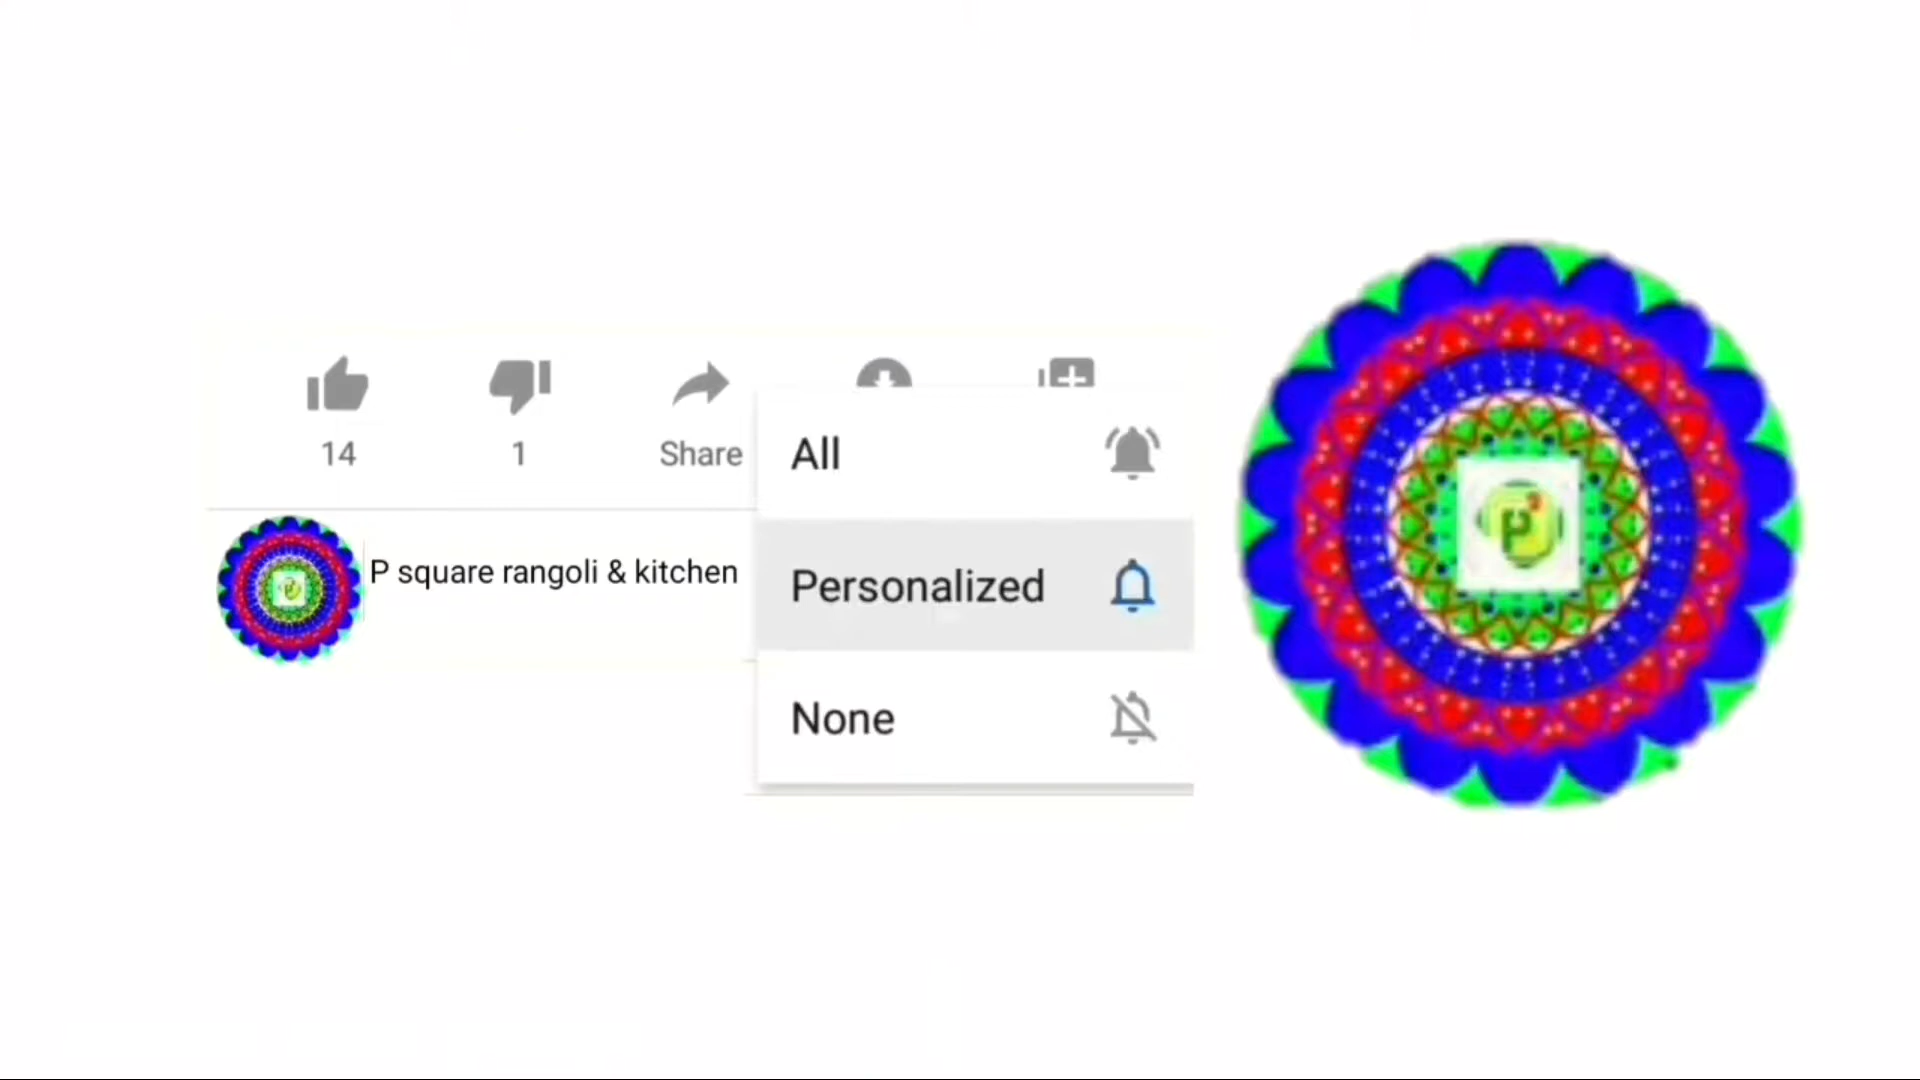 14
1
Share
All
P square rangoli & kitchen
Personalized
None
P